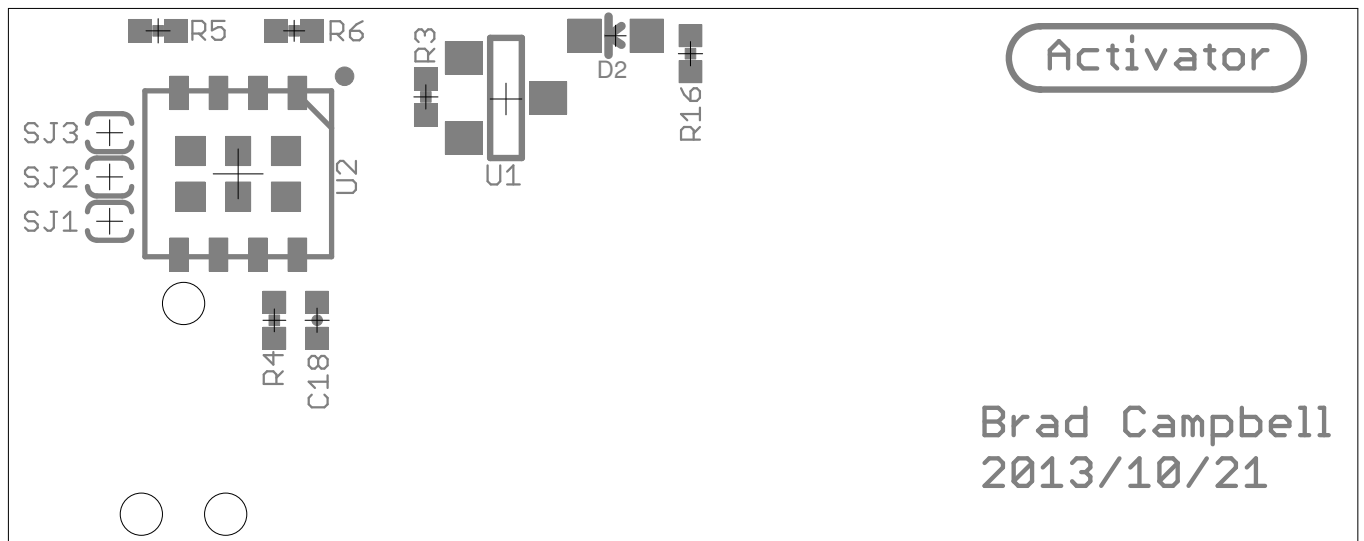 R5
R6
R3
D2
R16
Activator
SJ3
SJ2
SJ1
U2
U1
R4
C18
Brad Campbell
2013/10/21